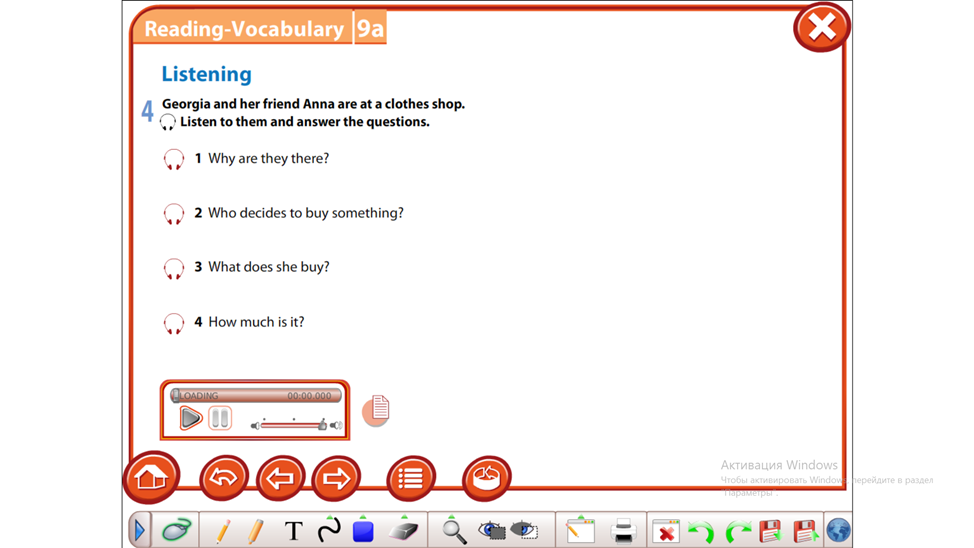 Reading-Vocabulary 9a
Listening
4 Georgia and her friend Anna are at a clothes shop.
Listen to them and answer the questions.
1 Why are they there?
2 Who decides to buy something?
3 What does she buy?
4 How much is it?
LOADING 00:00.000
Активация Windows
Чтобы активировать Windows, перейдите в раздел
"Параметры".
T